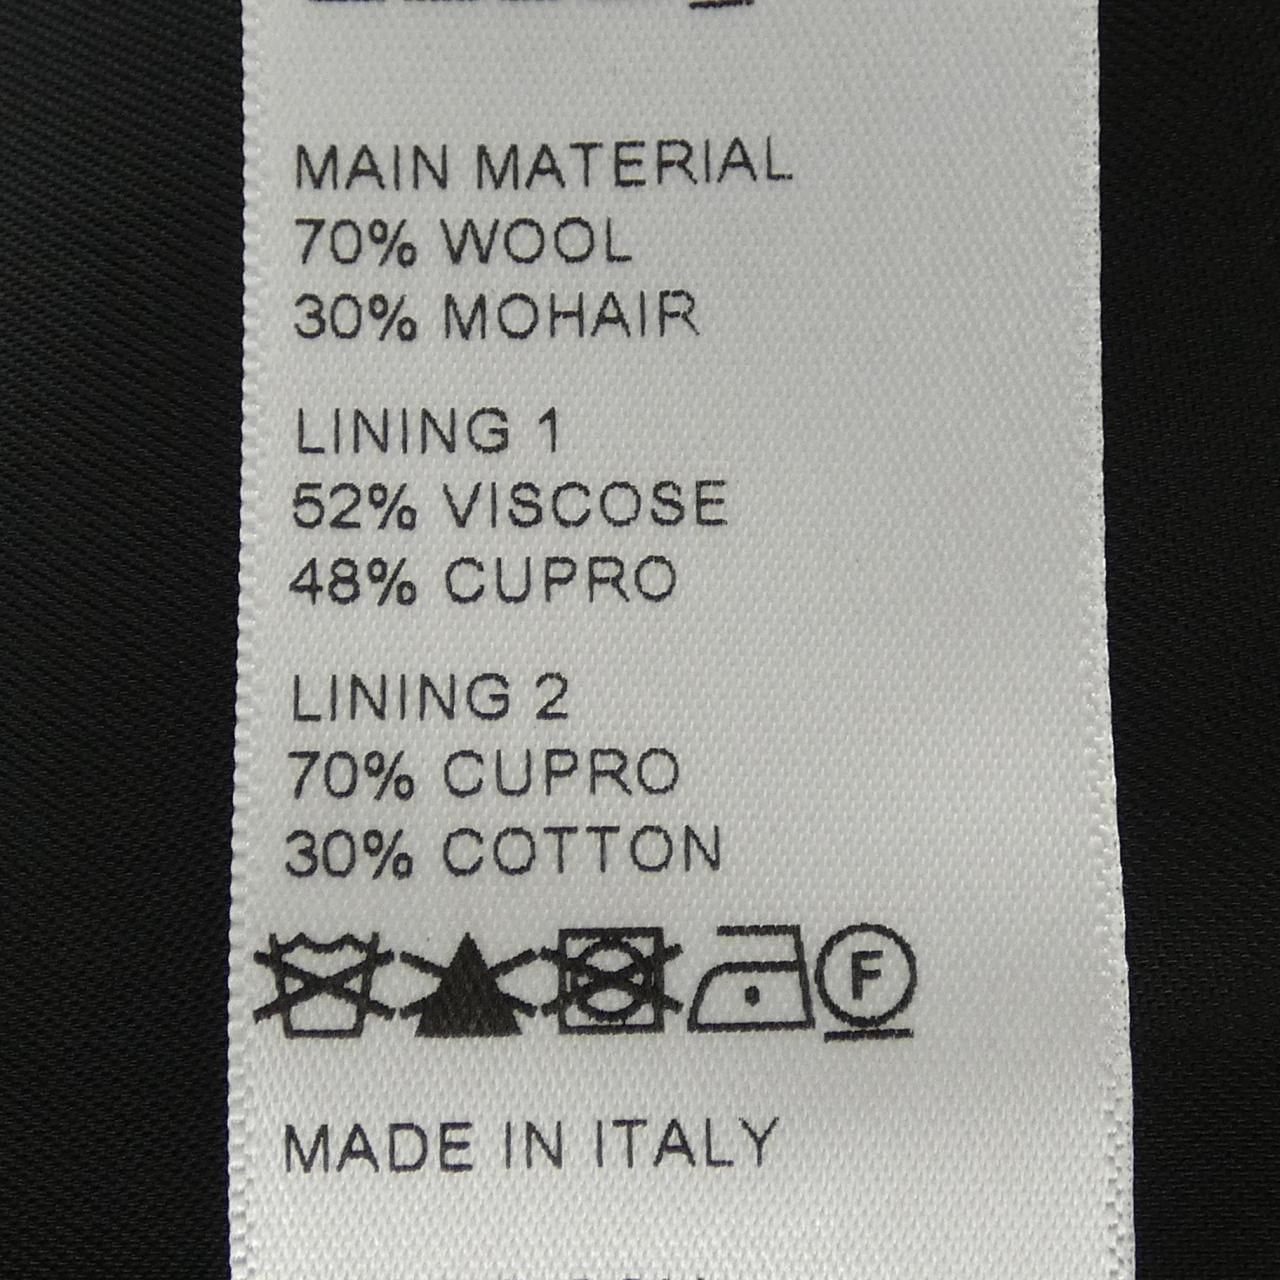 MAIN MATERIAL
70% WOOL
30% MOHAIR
LINING 1
52% VISCOSE
48% CUPRO
LINING 2
70% CUPRO
30% COTTON
F
MADE IN ITALY